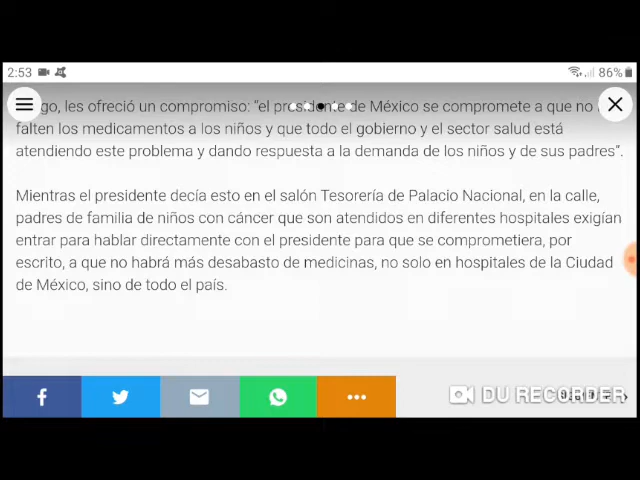 2:53 86%
les ofreció un compromiso: "el presidente de México se compromete a que no
falten los medicamentos a los niños y que todo el gobierno y el sector salud está
atendiendo este problema y dando respuesta a la demanda de los niños y de sus padres".
Mientras el presidente decía esto en el salón Tesorería de Palacio Nacional, en la calle,
padres de familia de niños con cáncer que son atendidos en diferentes hospitales exigían
entrar para hablar directamente con el presidente para que se comprometiera, por
escrito, a que no habrá más desabasto de medicinas, no solo en hospitales de la Ciudad
de México, sino de todo el país.
DU RECORDER